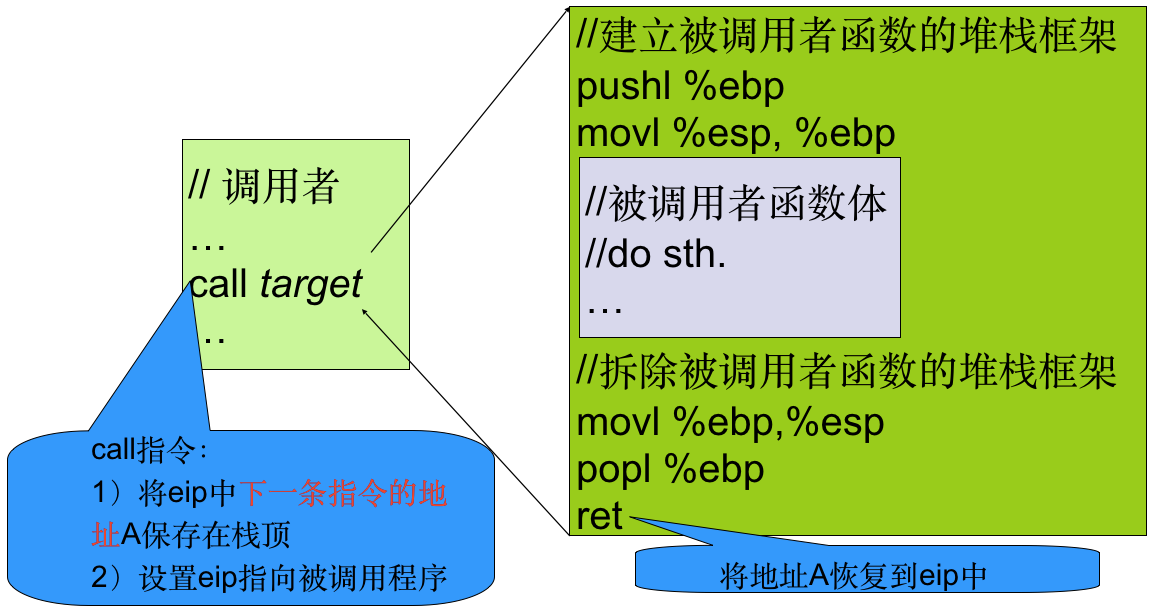 // 调用者
…
call target
…
call指令：
1）将eip中下一条指令的地
址A保存在栈顶
2）设置eip指向被调用程序
//建立被调用者函数的堆栈框架
pushl %ebp
movl %esp, %ebp
//被调用者函数体
//do sth.
…
//拆除被调用者函数的堆栈框架
movl %ebp,%esp
popl %ebp
ret
将地址A恢复到eip中